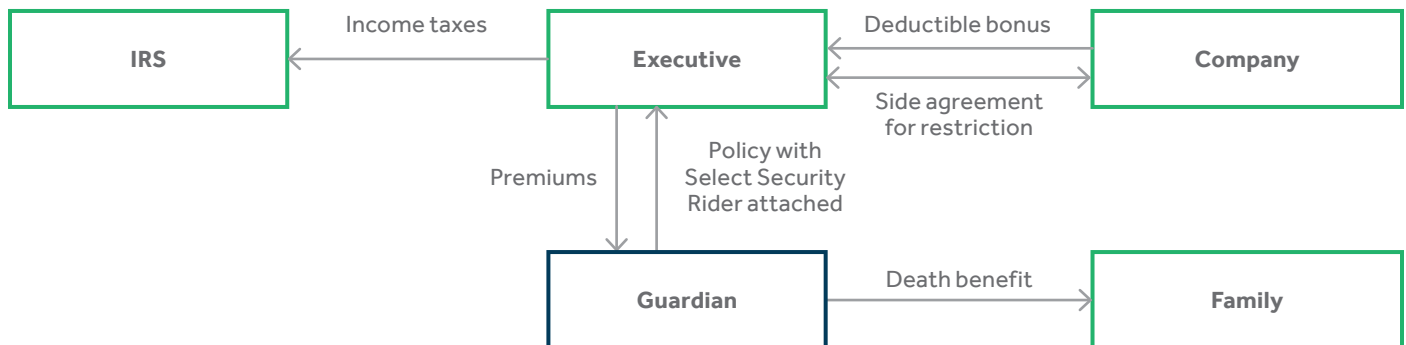 Income taxes
Deductible bonus
IRS
Executive
Company
Side agreement
for restriction
Premiums
Policy with
Select Security
Rider attached
Guardian
Death benefit
Family